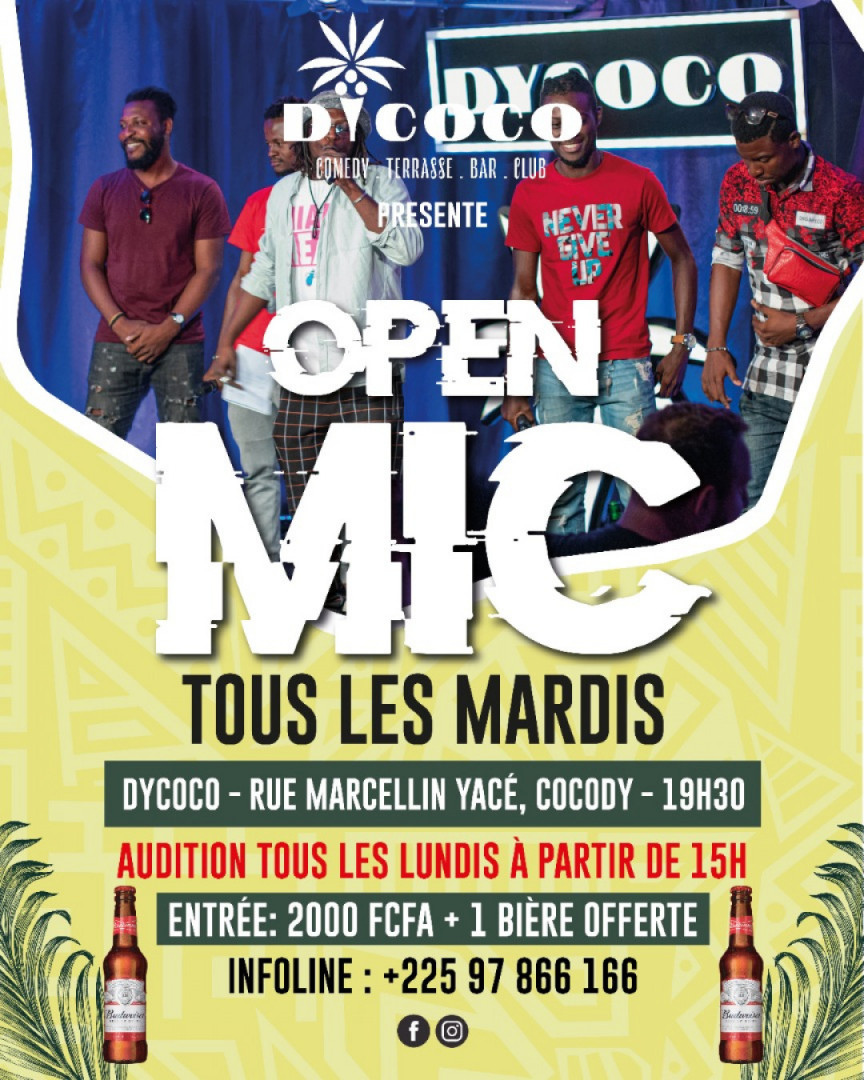 DYCOCO
DYCOCO
COMEDY . TERRASSE . BAR . CLUB
PRESENTE
NEVER
GIVE
UP
OPEN
MIC
TOUS LES MARDIS
DYCOCO - RUE MARCELLIN YACÉ, COCODY - 19H30
AUDITION TOUS LES LUNDIS À PARTIR DE 15H
ENTRÉE: 2000 FCFA + 1 BIÈRE OFFERTE
INFOLINE : +225 97 866 166
Budweiser
Budweiser